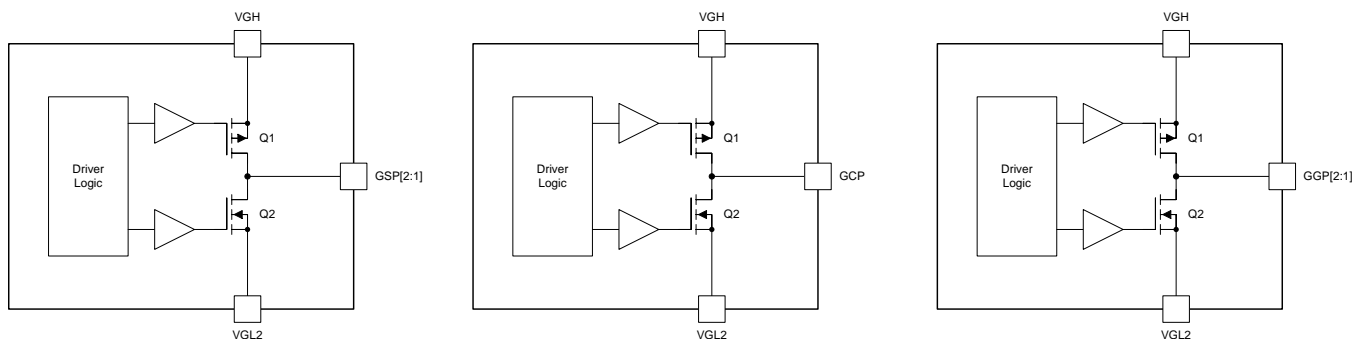 VGH
Driver
Logic
Q1
GSP[2:1]
Q2
VGL2
VGH
Driver
Logic
Q1
GCP
Q2
VGL2
VGH
Driver
Logic
Q1
GGP[2:1]
Q2
VGL2